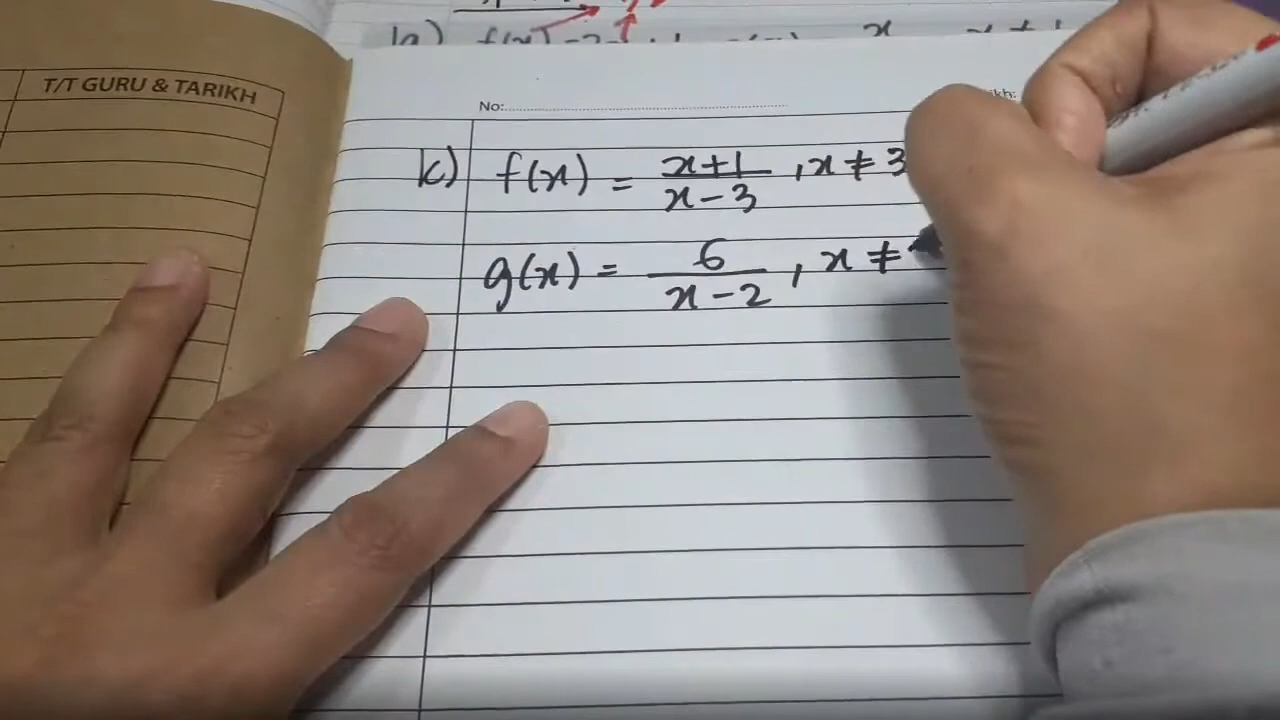 T/T GURU & TARIKH
No:
k) f(x) = x+1 / x-3 , x ≠ 3
g(x) = 6 / x-2 , x ≠